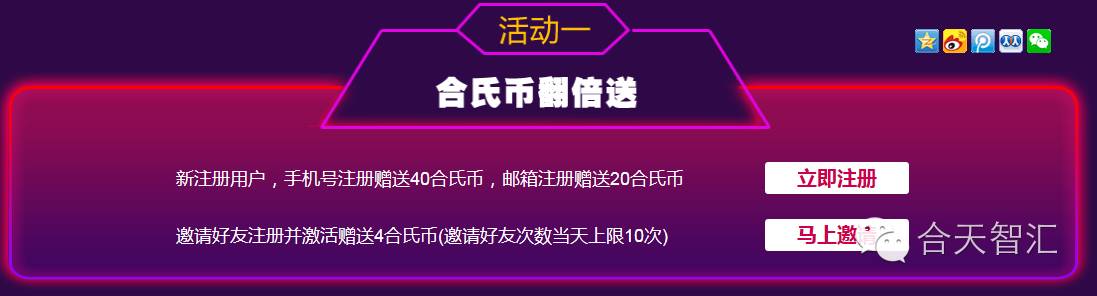 活动一
合氏币翻倍送
新注册用户，手机号注册赠送40合氏币，邮箱注册赠送20合氏币
立即注册
邀请好友注册并激活赠送4合氏币(邀请好友次数当天上限10次)
马上邀请
合天智汇